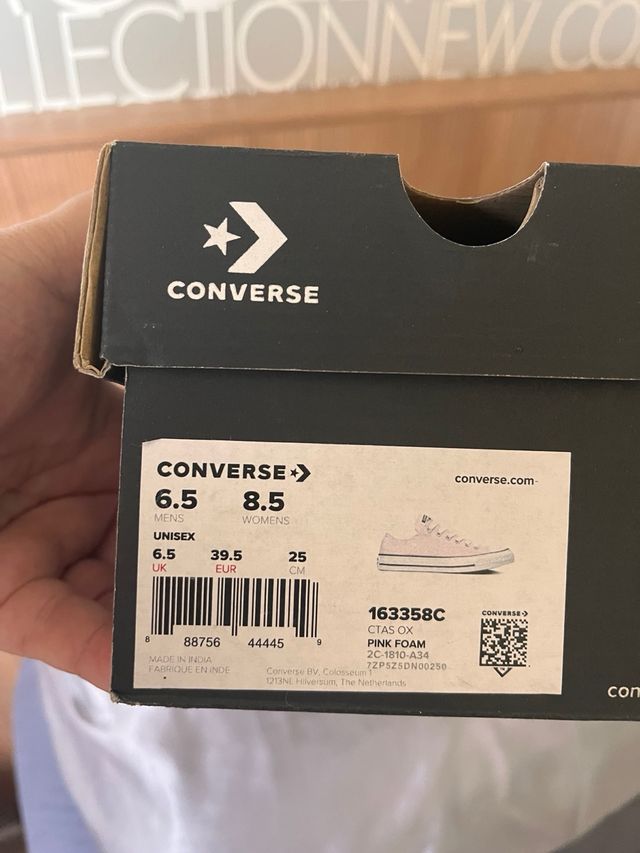 LECTIONNEW CO
CONVERSE
CONVERSE
converse.com
6.5 8.5
MENS WOMENS
UNISEX
6.5 39.5 25
UK EUR CM
8 88756 44445 9
163358C
CTAS OX
PINK FOAM
2C-1810-A34
7ZP5Z5DN00250
CONVERSE
MADE IN INDIA
FABRIQUE EN INDE
Converse BV, Colosseum 1
1213NL Hilversum, The Netherlands
con